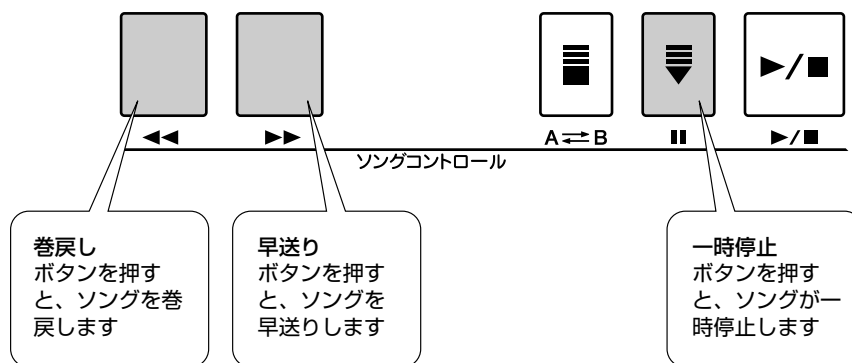 ▶/■
◀◀ ▶▶ A⇄B ▮▮ ▶/■
ソングコントロール
巻戻し
ボタンを押す
と、ソングを巻
戻します
早送り
ボタンを押す
と、ソングを
早送りします
一時停止
ボタンを押す
と、ソングが一
時停止します